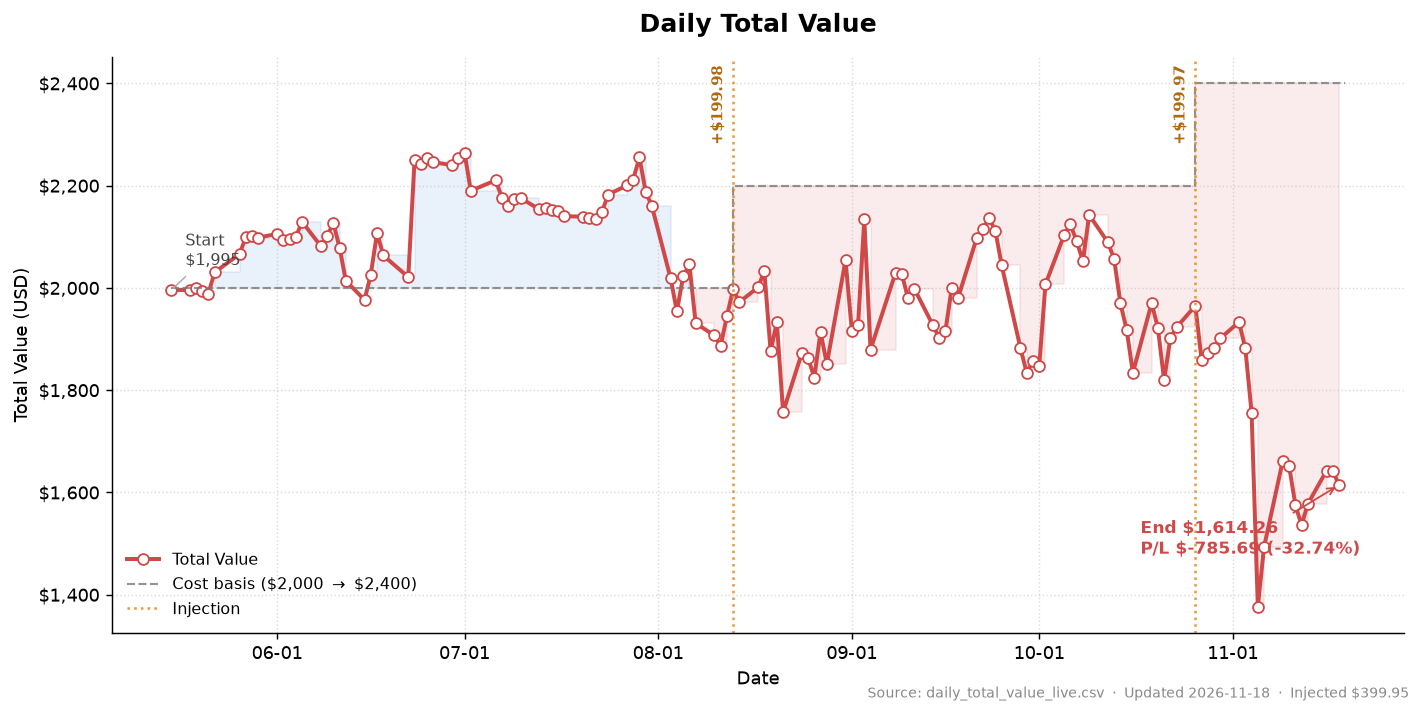 Daily Total Value
Total Value (USD)
$2,400
$2,200
$2,000
$1,800
$1,600
$1,400
+$199.98
+$199.97
Start
$1,995
End $1,614.26
P/L $-785.69 (-32.74%)
Total Value
Cost basis ($2,000 → $2,400)
Injection
06-01
07-01
08-01
09-01
10-01
11-01
Date
Source: daily_total_value_live.csv · Updated 2026-11-18 · Injected $399.95